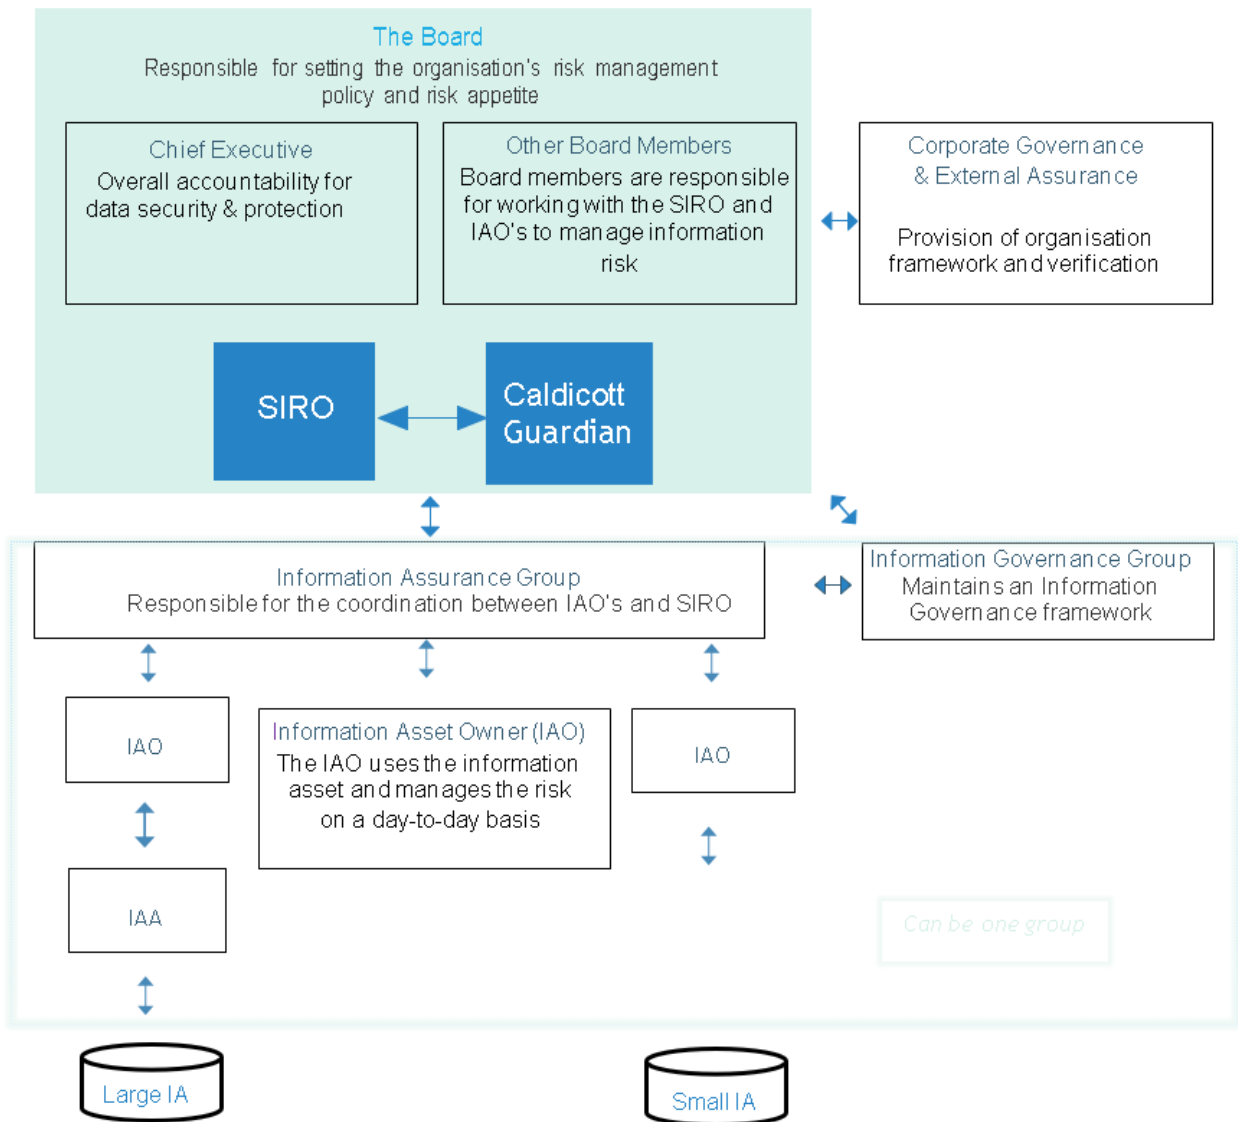 The Board
Responsible for setting the organisation's risk management
policy and risk appetite
Chief Executive
Overall accountability for
data security & protection
Other Board Members
Board members are responsible
for working with the SIRO and
IAO's to manage information
risk
Corporate Governance
& External Assurance
Provision of organisation
framework and verification
SIRO
Caldicott
Guardian
Information Assurance Group
Responsible for the coordination between IAO's and SIRO
Information Governance Group
Maintains an Information
Governance framework
IAO
Information Asset Owner (IAO)
The IAO uses the information
asset and manages the risk
on a day-to-day basis
IAO
IAA
Can be one group
Large IA
Small IA